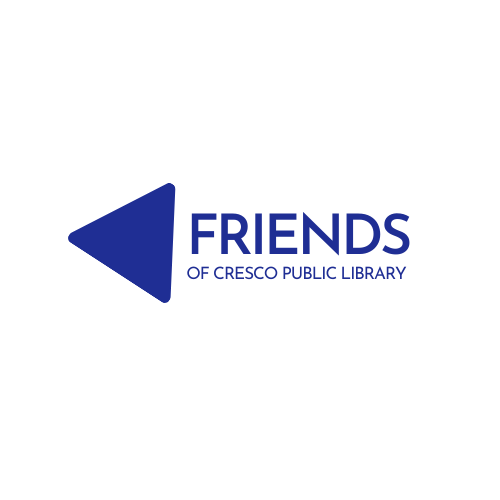 FRIENDS
OF CRESCO PUBLIC LIBRARY